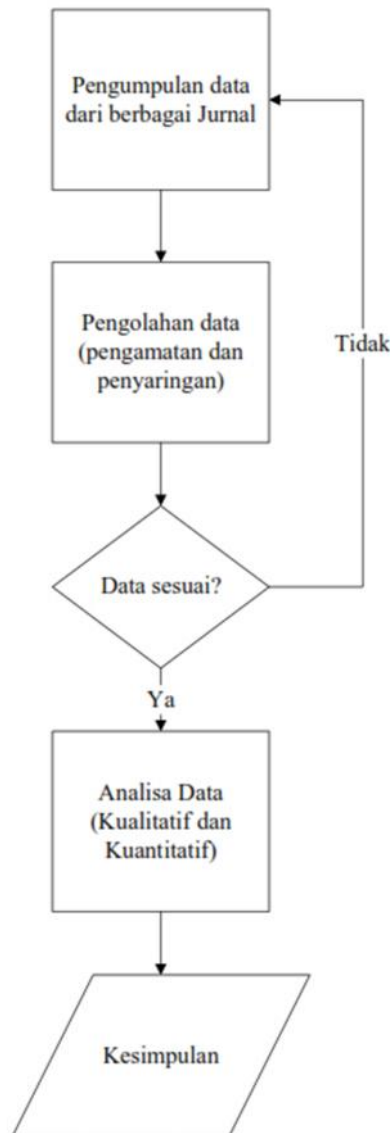 Pengumpulan data
dari berbagai Jurnal
Pengolahan data
(pengamatan dan
penyaringan)
Tidak
Data sesuai?
Ya
Analisa Data
(Kualitatif dan
Kuantitatif)
Kesimpulan